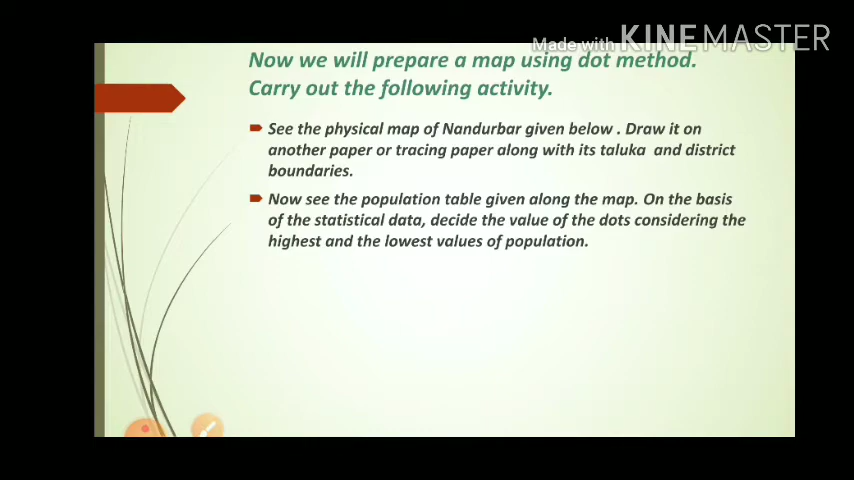 Made with KINEMASTER
Now we will prepare a map using dot method.
Carry out the following activity.
See the physical map of Nandurbar given below . Draw it on
another paper or tracing paper along with its taluka and district
boundaries.
Now see the population table given along the map. On the basis
of the statistical data, decide the value of the dots considering the
highest and the lowest values of population.